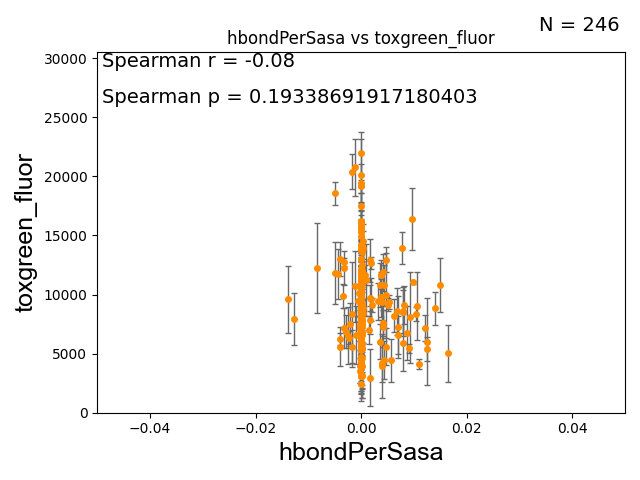 N = 246
hbondPerSasa vs toxgreen_fluor
Spearman r = -0.08
Spearman p = 0.19338691917180403
toxgreen_fluor
30000
25000
20000
15000
10000
5000
0
−0.04 −0.02 0.00 0.02 0.04
hbondPerSasa